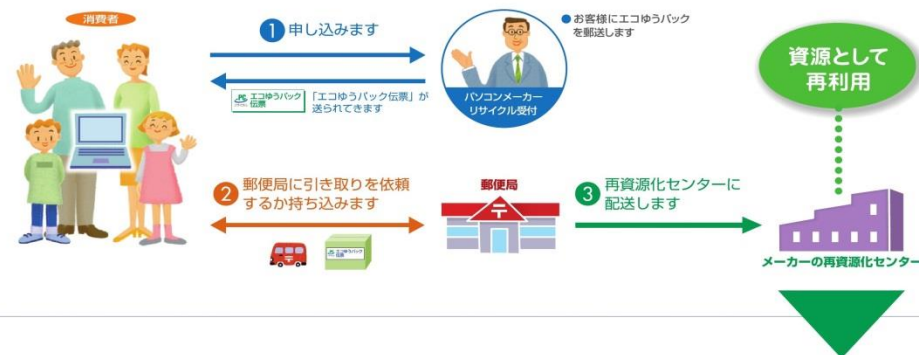 消費者
1 申し込みます
エコゆうパック
伝票
「エコゆうパック伝票」が
送られてきます
パソコンメーカー
リサイクル受付
●お客様にエコゆうパック
を郵送します
資源として
再利用
2 郵便局に引き取りを依頼
するか持ち込みます
エコゆうパック
伝票
郵便局
〒
3 再資源化センターに
配送します
メーカーの再資源化センター